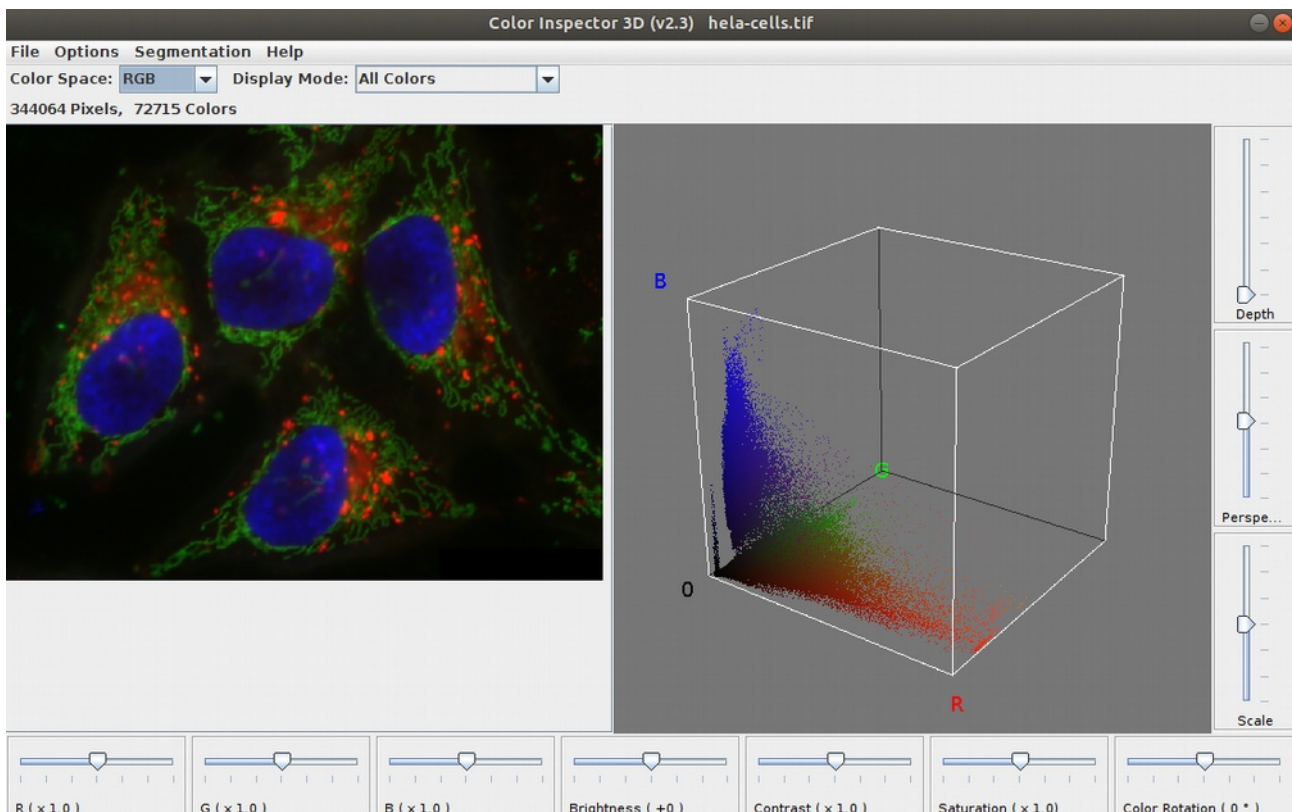 Color Inspector 3D (v2.3) hela-cells.tif
File Options Segmentation Help
Color Space: RGB Display Mode: All Colors
344064 Pixels, 72715 Colors
B
G
0
R
Depth
Perspe...
Scale
R ( x 1.0 ) G ( x 1.0 ) B ( x 1.0 ) Brightness ( +0 ) Contrast ( x 1.0 ) Saturation ( x 1.0) Color Rotation ( 0 ° )